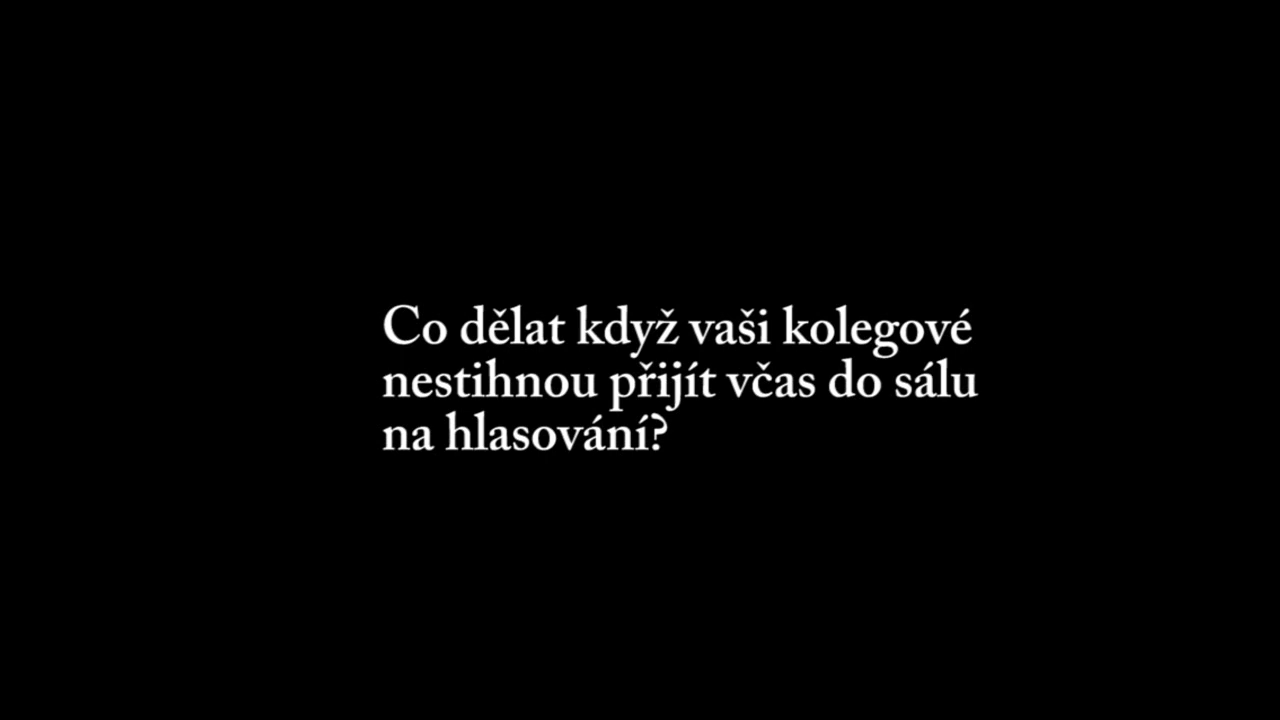 Co dělat když vaši kolegové
nestihnou přijít včas do sálu
na hlasování?